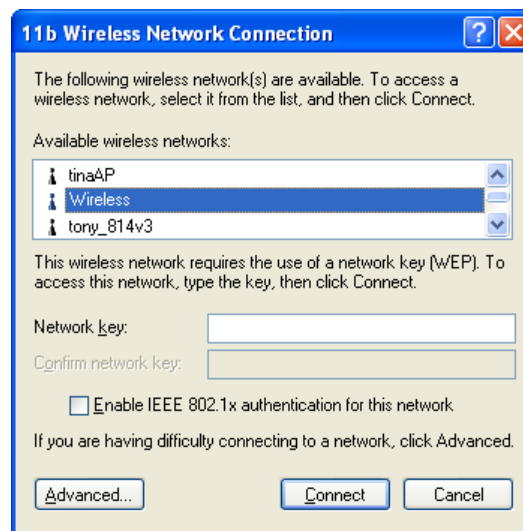 11b Wireless Network Connection
The following wireless network(s) are available. To access a
wireless network, select it from the list, and then click Connect.
Available wireless networks:
tinaAP
Wireless
tony_814v3
This wireless network requires the use of a network key (WEP). To
access this network, type the key, then click Connect.
Network key:
Confirm network key:
Enable IEEE 802.1x authentication for this network
If you are having difficulty connecting to a network, click Advanced.
Advanced... Connect Cancel